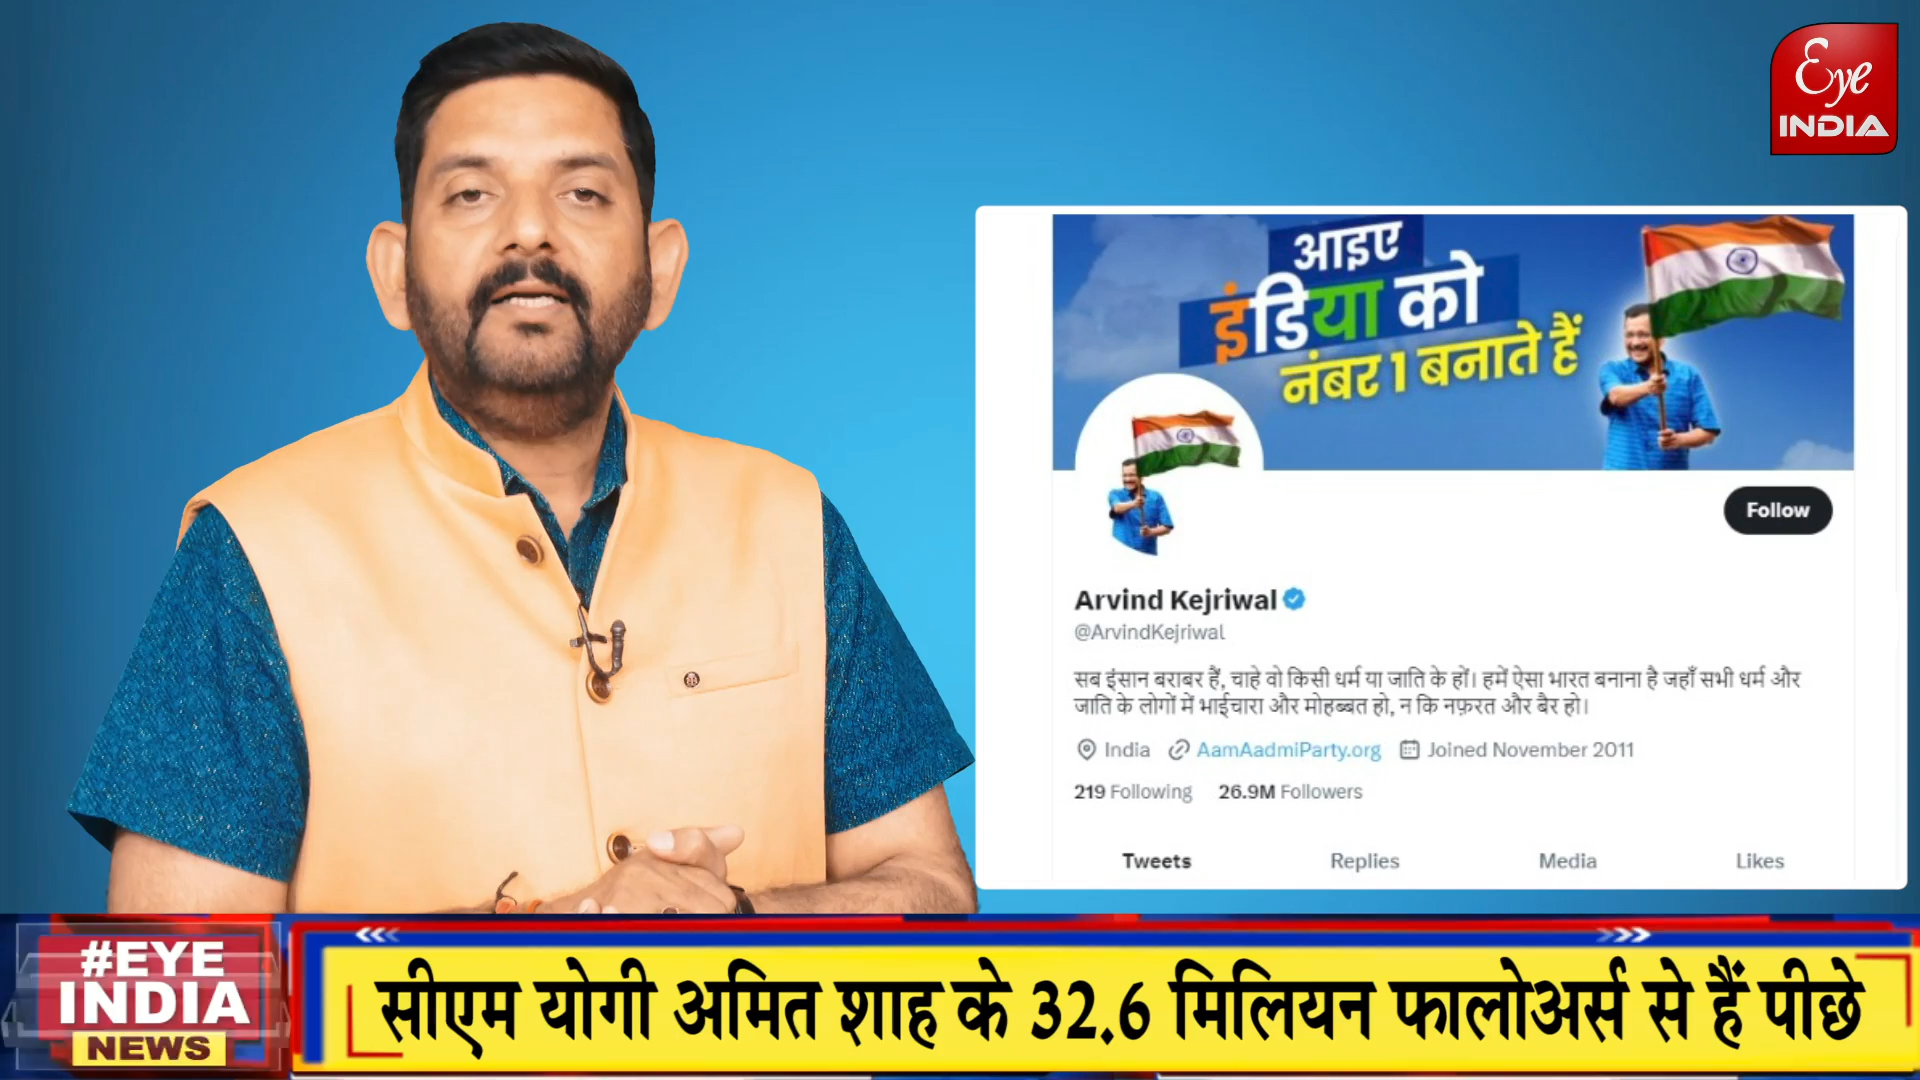 Eye
INDIA
आइए
इंडिया को
नंबर 1 बनाते हैं
Follow
Arvind Kejriwal
@ArvindKejriwal
सब इंसान बराबर हैं, चाहे वो किसी धर्म या जाति के हों। हमें ऐसा भारत बनाना है जहाँ सभी धर्म और
जाति के लोगों में भाईचारा और मोहब्बत हो, न कि नफ़रत और बैर हो।
India AamAadmiParty.org Joined November 2011
219 Following 26.9M Followers
Tweets Replies Media Likes
#EYE
INDIA
NEWS
सीएम योगी अमित शाह के 32.6 मिलियन फालोअर्स से हैं पीछे